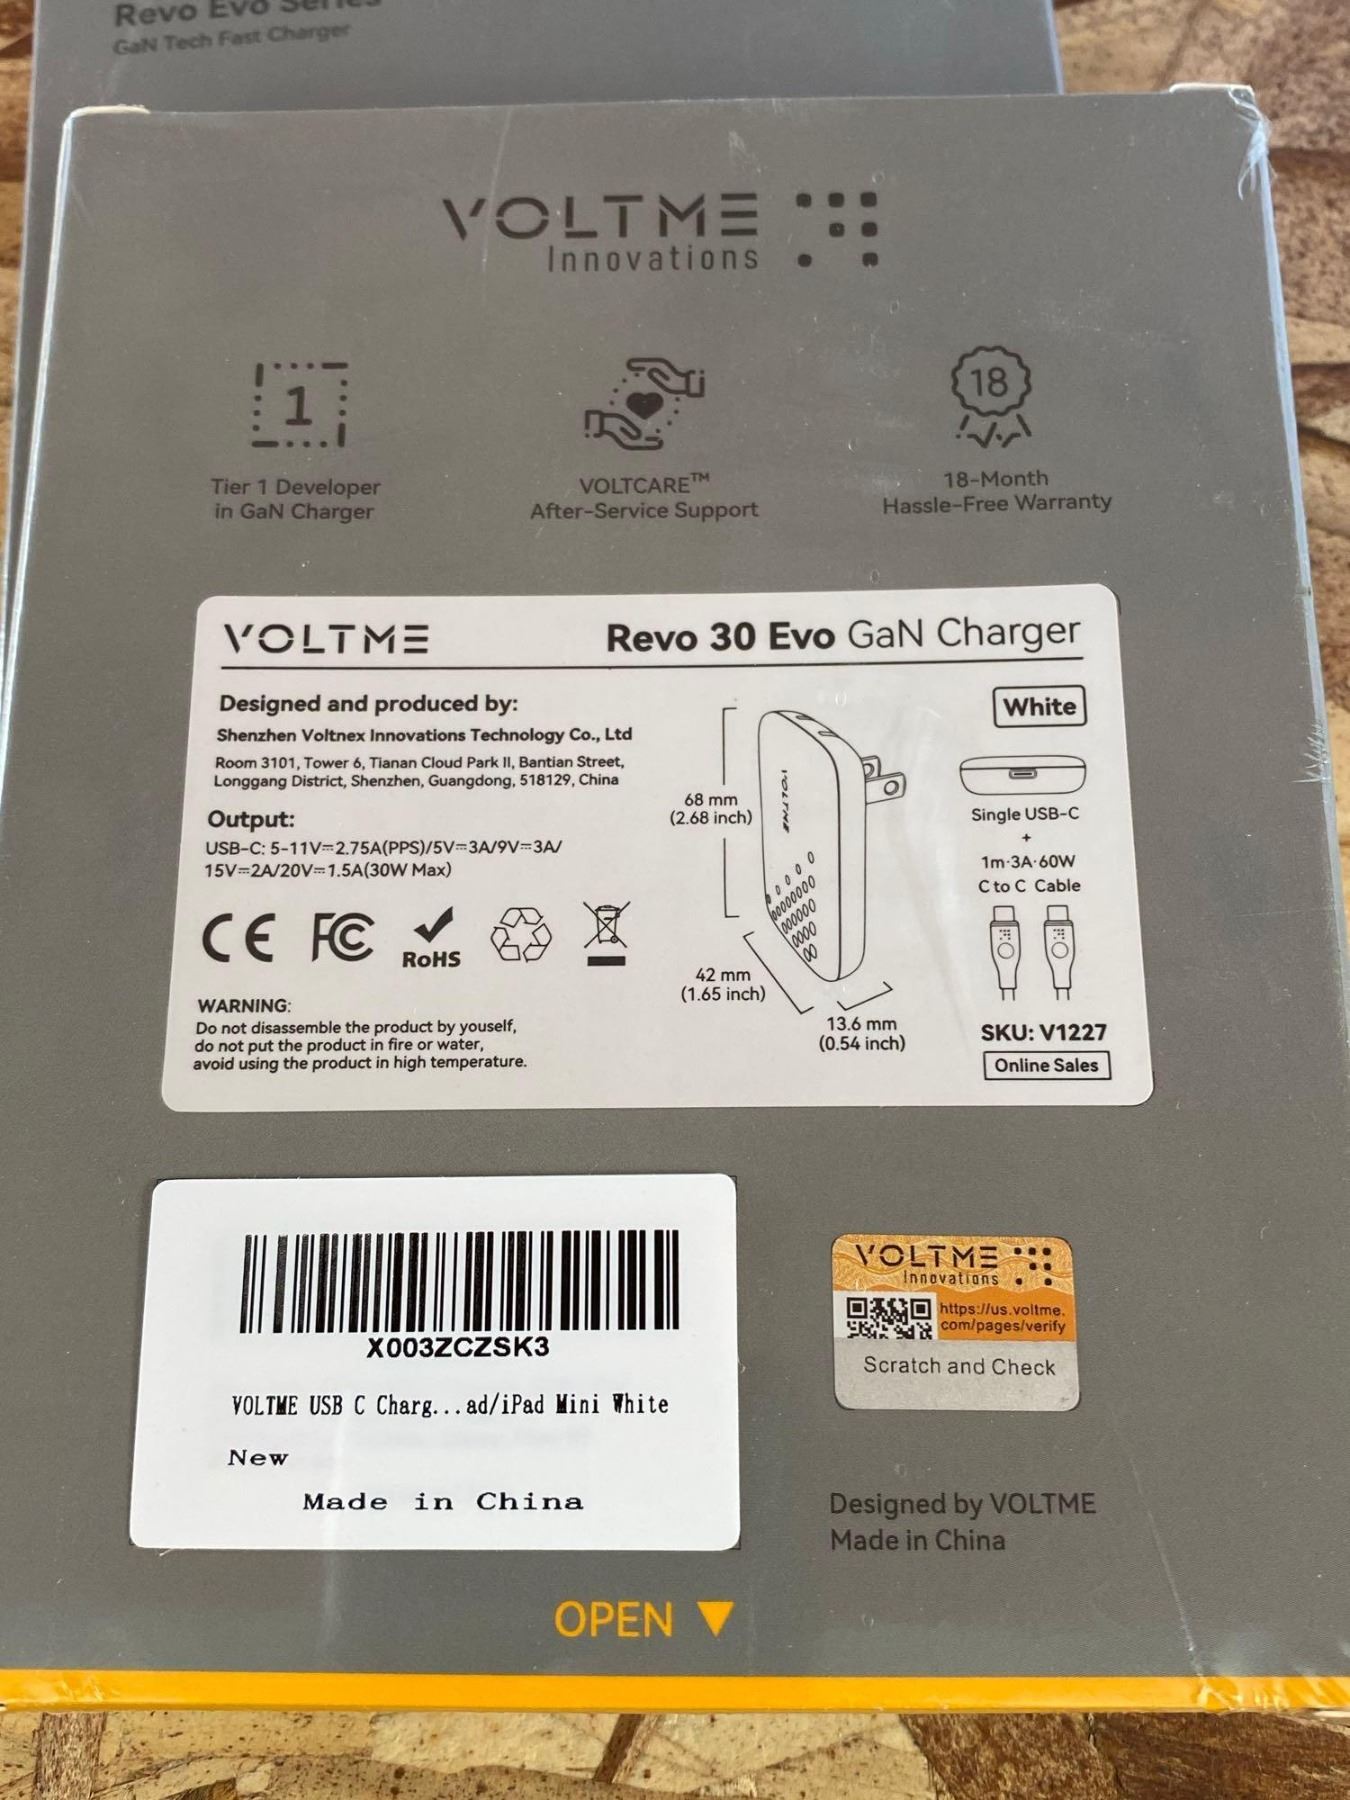 Revo Evo Series
GaN Tech Fast Charger
VOLTME
Innovations
1
18
Tier 1 Developer
in GaN Charger
VOLTCARE™
After-Service Support
18-Month
Hassle-Free Warranty
VOLTME
Revo 30 Evo GaN Charger
Designed and produced by:
Shenzhen Voltnex Innovations Technology Co., Ltd
Room 3101, Tower 6, Tianan Cloud Park II, Bantian Street,
Longgang District, Shenzhen, Guangdong, 518129, China
Output:
USB-C: 5-11V⎓2.75A(PPS)/5V⎓3A/9V⎓3A/
15V⎓2A/20V⎓1.5A(30W Max)
CE FC RoHS
WARNING:
Do not disassemble the product by youself,
do not put the product in fire or water,
avoid using the product in high temperature.
VOLTME
68 mm
(2.68 inch)
42 mm
(1.65 inch)
13.6 mm
(0.54 inch)
White
Single USB-C
+
1m·3A·60W
C to C Cable
SKU: V1227
Online Sales
X003ZCZSK3
VOLTME USB C Charg...ad/iPad Mini White
New
Made in China
VOLTME
Innovations
https://us.voltme.
com/pages/verify
Scratch and Check
Designed by VOLTME
Made in China
OPEN ▼